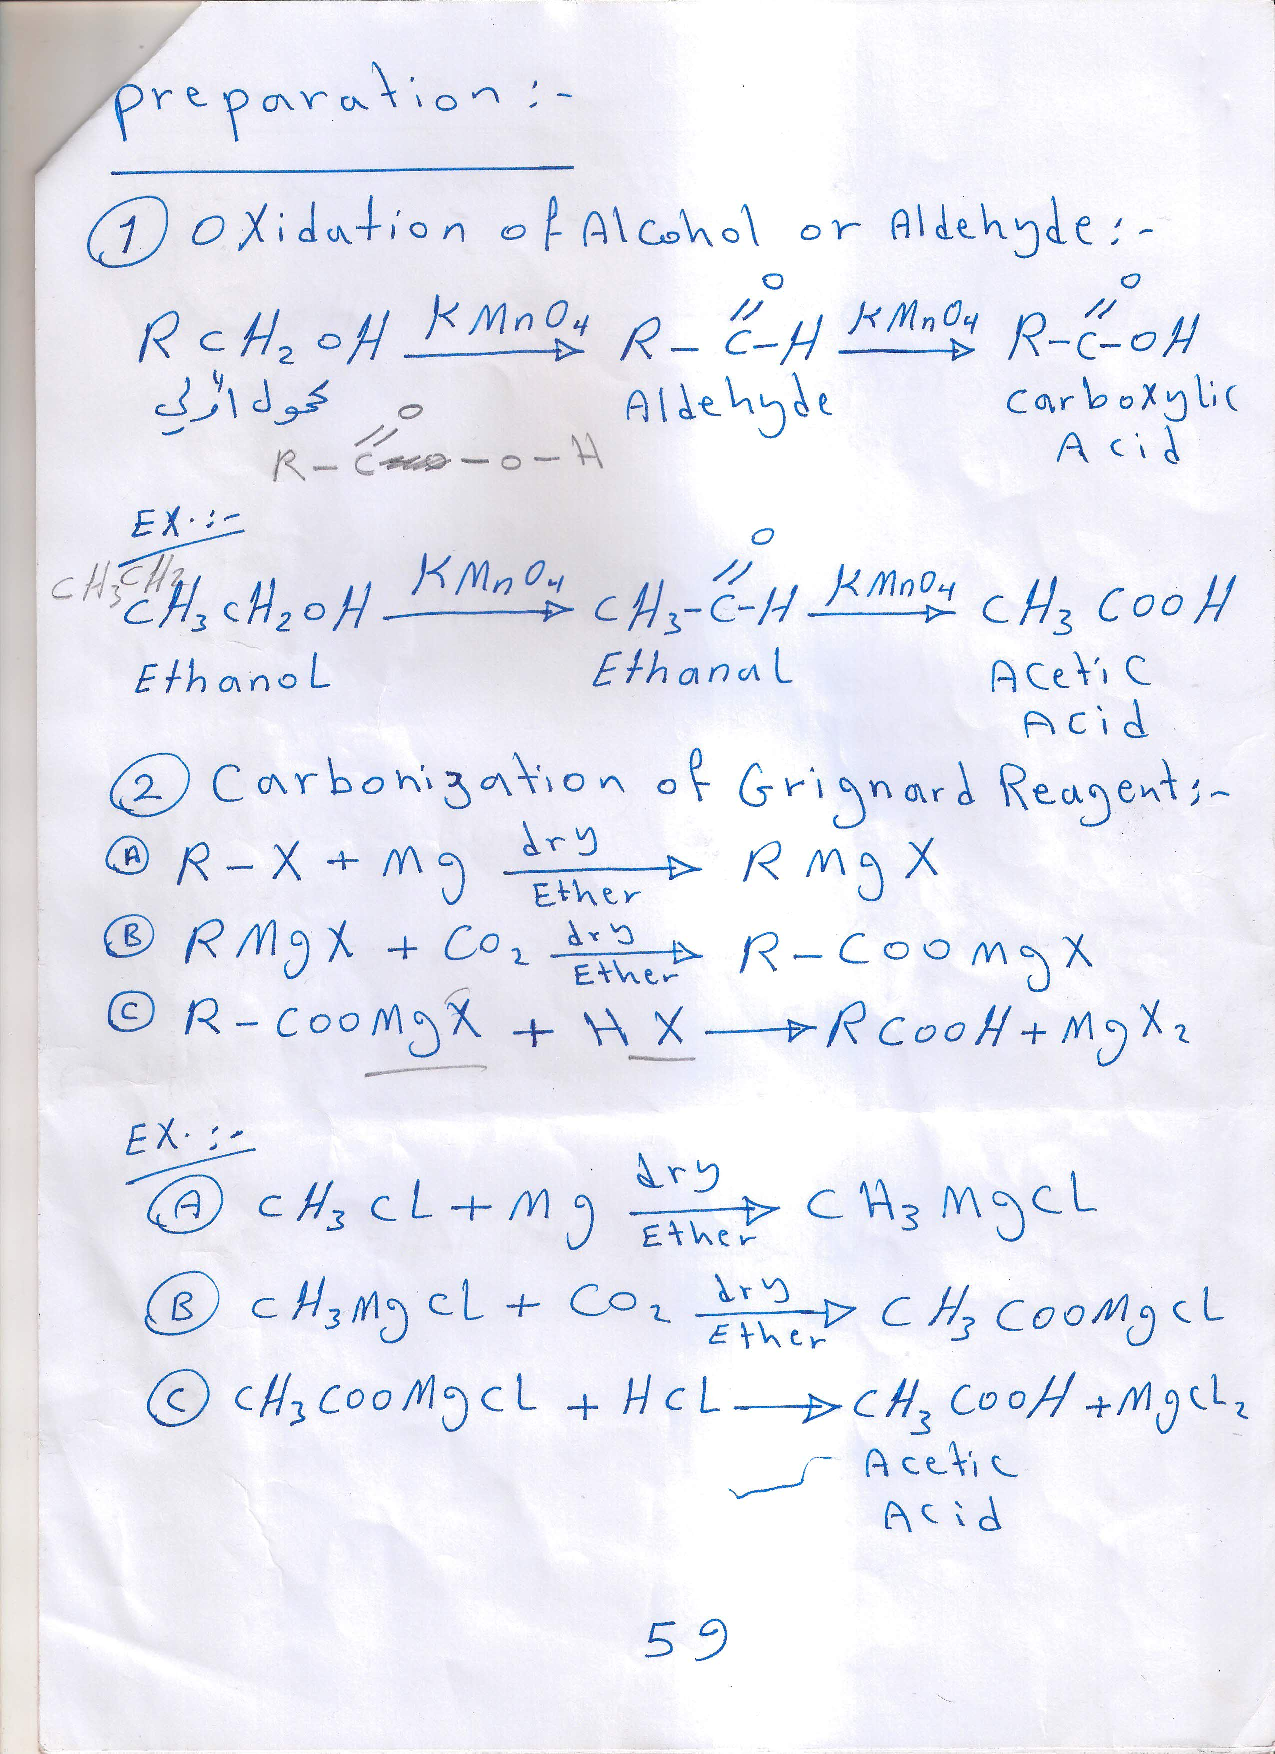 Preparation :-
① Oxidation of Alcohol or Aldehyde :-
RCH₂OH —KMnO₄→ R-C(=O)-H —KMnO₄→ R-C(=O)-OH
كحول أولي Aldehyde Carboxylic
Acid
R-C(=O)-O-H
EX. :-
CH₃CH₂
CH₃CH₂OH —KMnO₄→ CH₃-C(=O)-H —KMnO₄→ CH₃COOH
Ethanol Ethanal Acetic
Acid
② Carbonization of Grignard Reagent :-
Ⓐ R-X + Mg —dry Ether→ RMgX
Ⓑ RMgX + CO₂ —dry Ether→ R-COOMgX
Ⓒ R-COOMgX + HX → RCOOH + MgX₂
EX. :-
Ⓐ CH₃CL + Mg —dry Ether→ CH₃MgCL
Ⓑ CH₃MgCL + CO₂ —dry Ether→ CH₃COOMgCL
Ⓒ CH₃COOMgCL + HCL → CH₃COOH + MgCL₂
Acetic
Acid
59